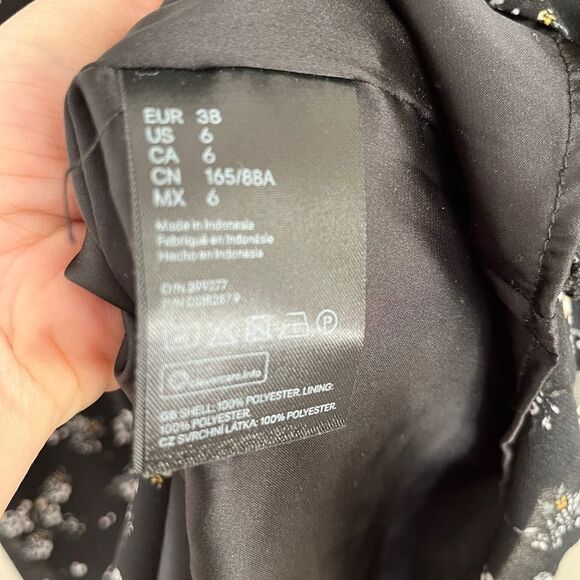 EUR 38
US 6
CA 6
CN 165/88A
MX 6
Made in Indonesia
Fabriqué en Indonésie
Hecho en Indonesia
O/N 399277
P/N
P
clevercare.info
GB SHELL: 100% POLYESTER. LINING:
100% POLYESTER
CZ SVRCHNÍ LÁTKA: 100% POLYESTER.